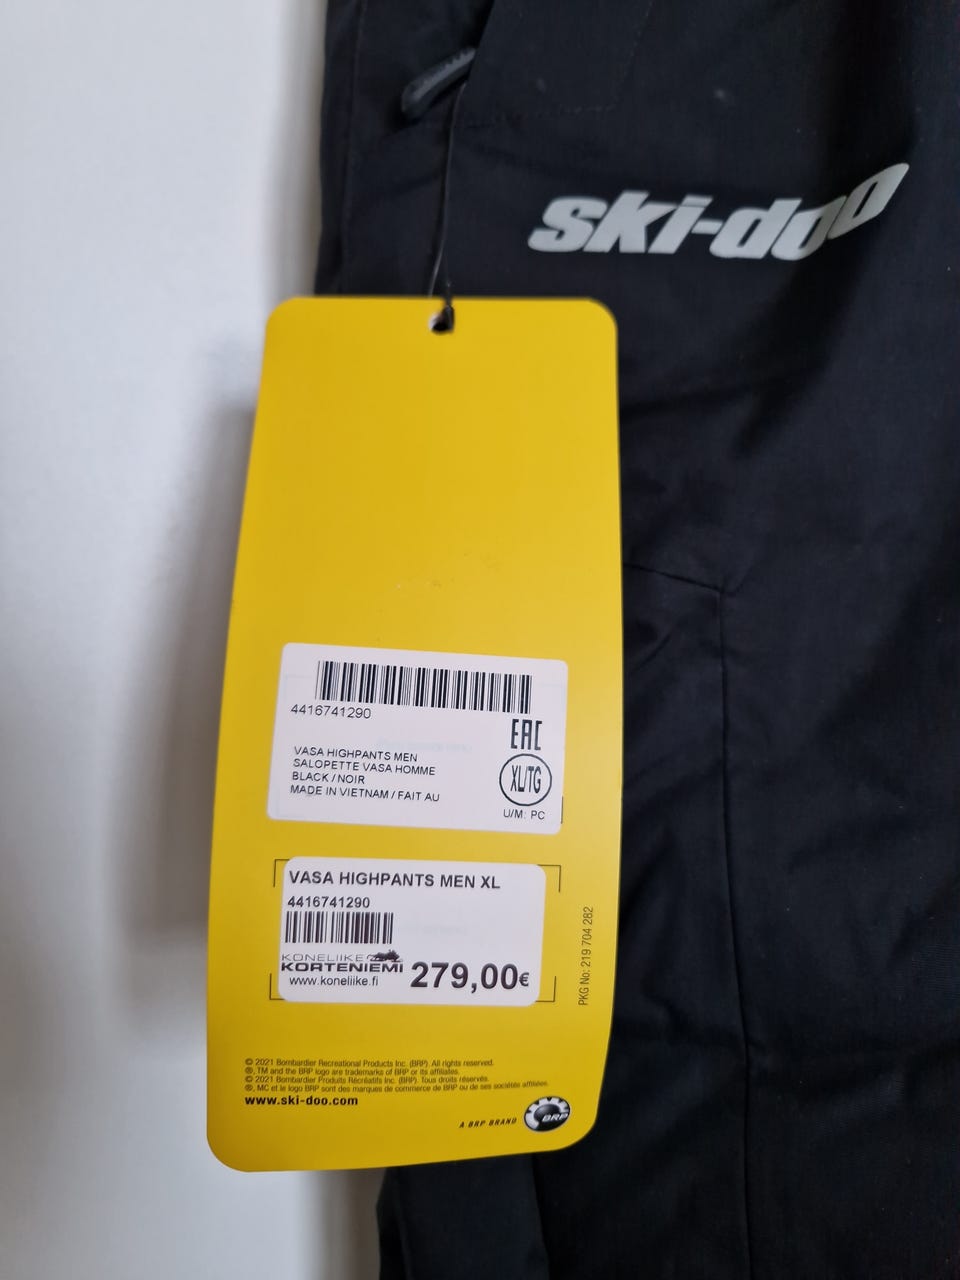 ski-doo
4416741290
EAC
VASA HIGHPANTS MEN
SALOPETTE VASA HOMME
BLACK / NOIR
MADE IN VIETNAM / FAIT AU
XL/TG
U/M: PC
VASA HIGHPANTS MEN XL
4416741290
KONELIIKE
KORTENIEMI
www.koneliike.fi
279,00€
PKG No: 219 704 282
© 2021 Bombardier Recreational Products Inc. (BRP). All rights reserved.
®, TM and the BRP logo are trademarks of BRP or its affiliates.
© 2021 Bombardier Produits Récréatifs Inc. (BRP). Tous droits réservés.
®, MC et le logo BRP sont des marques de commerce de BRP ou de ses sociétés affiliées.
www.ski-doo.com
A BRP BRAND
BRP